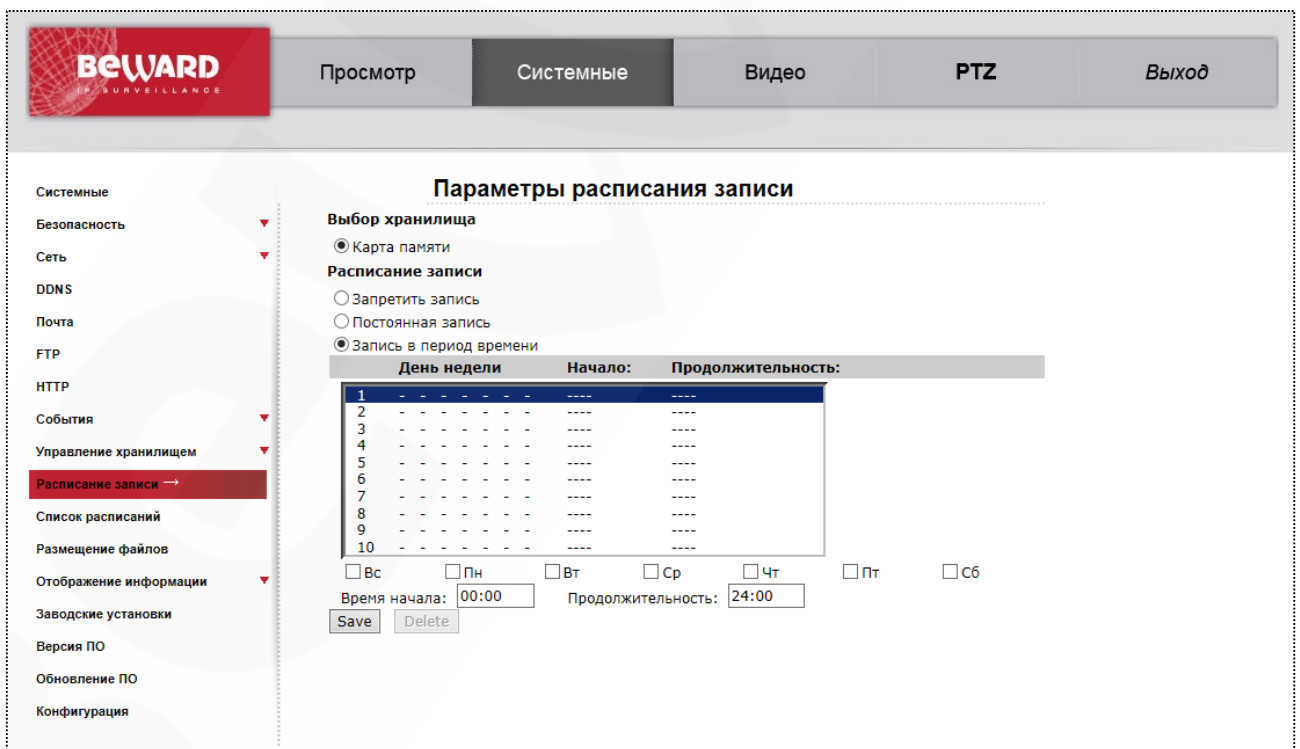 BEWARD
IP SURVEILLANCE
Просмотр
Системные
Видео
PTZ
Выход
Системные
Безопасность
Сеть
DDNS
Почта
FTP
HTTP
События
Управление хранилищем
Расписание записи →
Список расписаний
Размещение файлов
Отображение информации
Заводские установки
Версия ПО
Обновление ПО
Конфигурация
Параметры расписания записи
Выбор хранилища
Карта памяти
Расписание записи
Запретить запись
Постоянная запись
Запись в период времени
День недели Начало: Продолжительность:
1 - - - - - - - ---- ----
2 - - - - - - - ---- ----
3 - - - - - - - ---- ----
4 - - - - - - - ---- ----
5 - - - - - - - ---- ----
6 - - - - - - - ---- ----
7 - - - - - - - ---- ----
8 - - - - - - - ---- ----
9 - - - - - - - ---- ----
10 - - - - - - - ---- ----
Вс Пн Вт Ср Чт Пт Сб
Время начала: 00:00 Продолжительность: 24:00
Save Delete